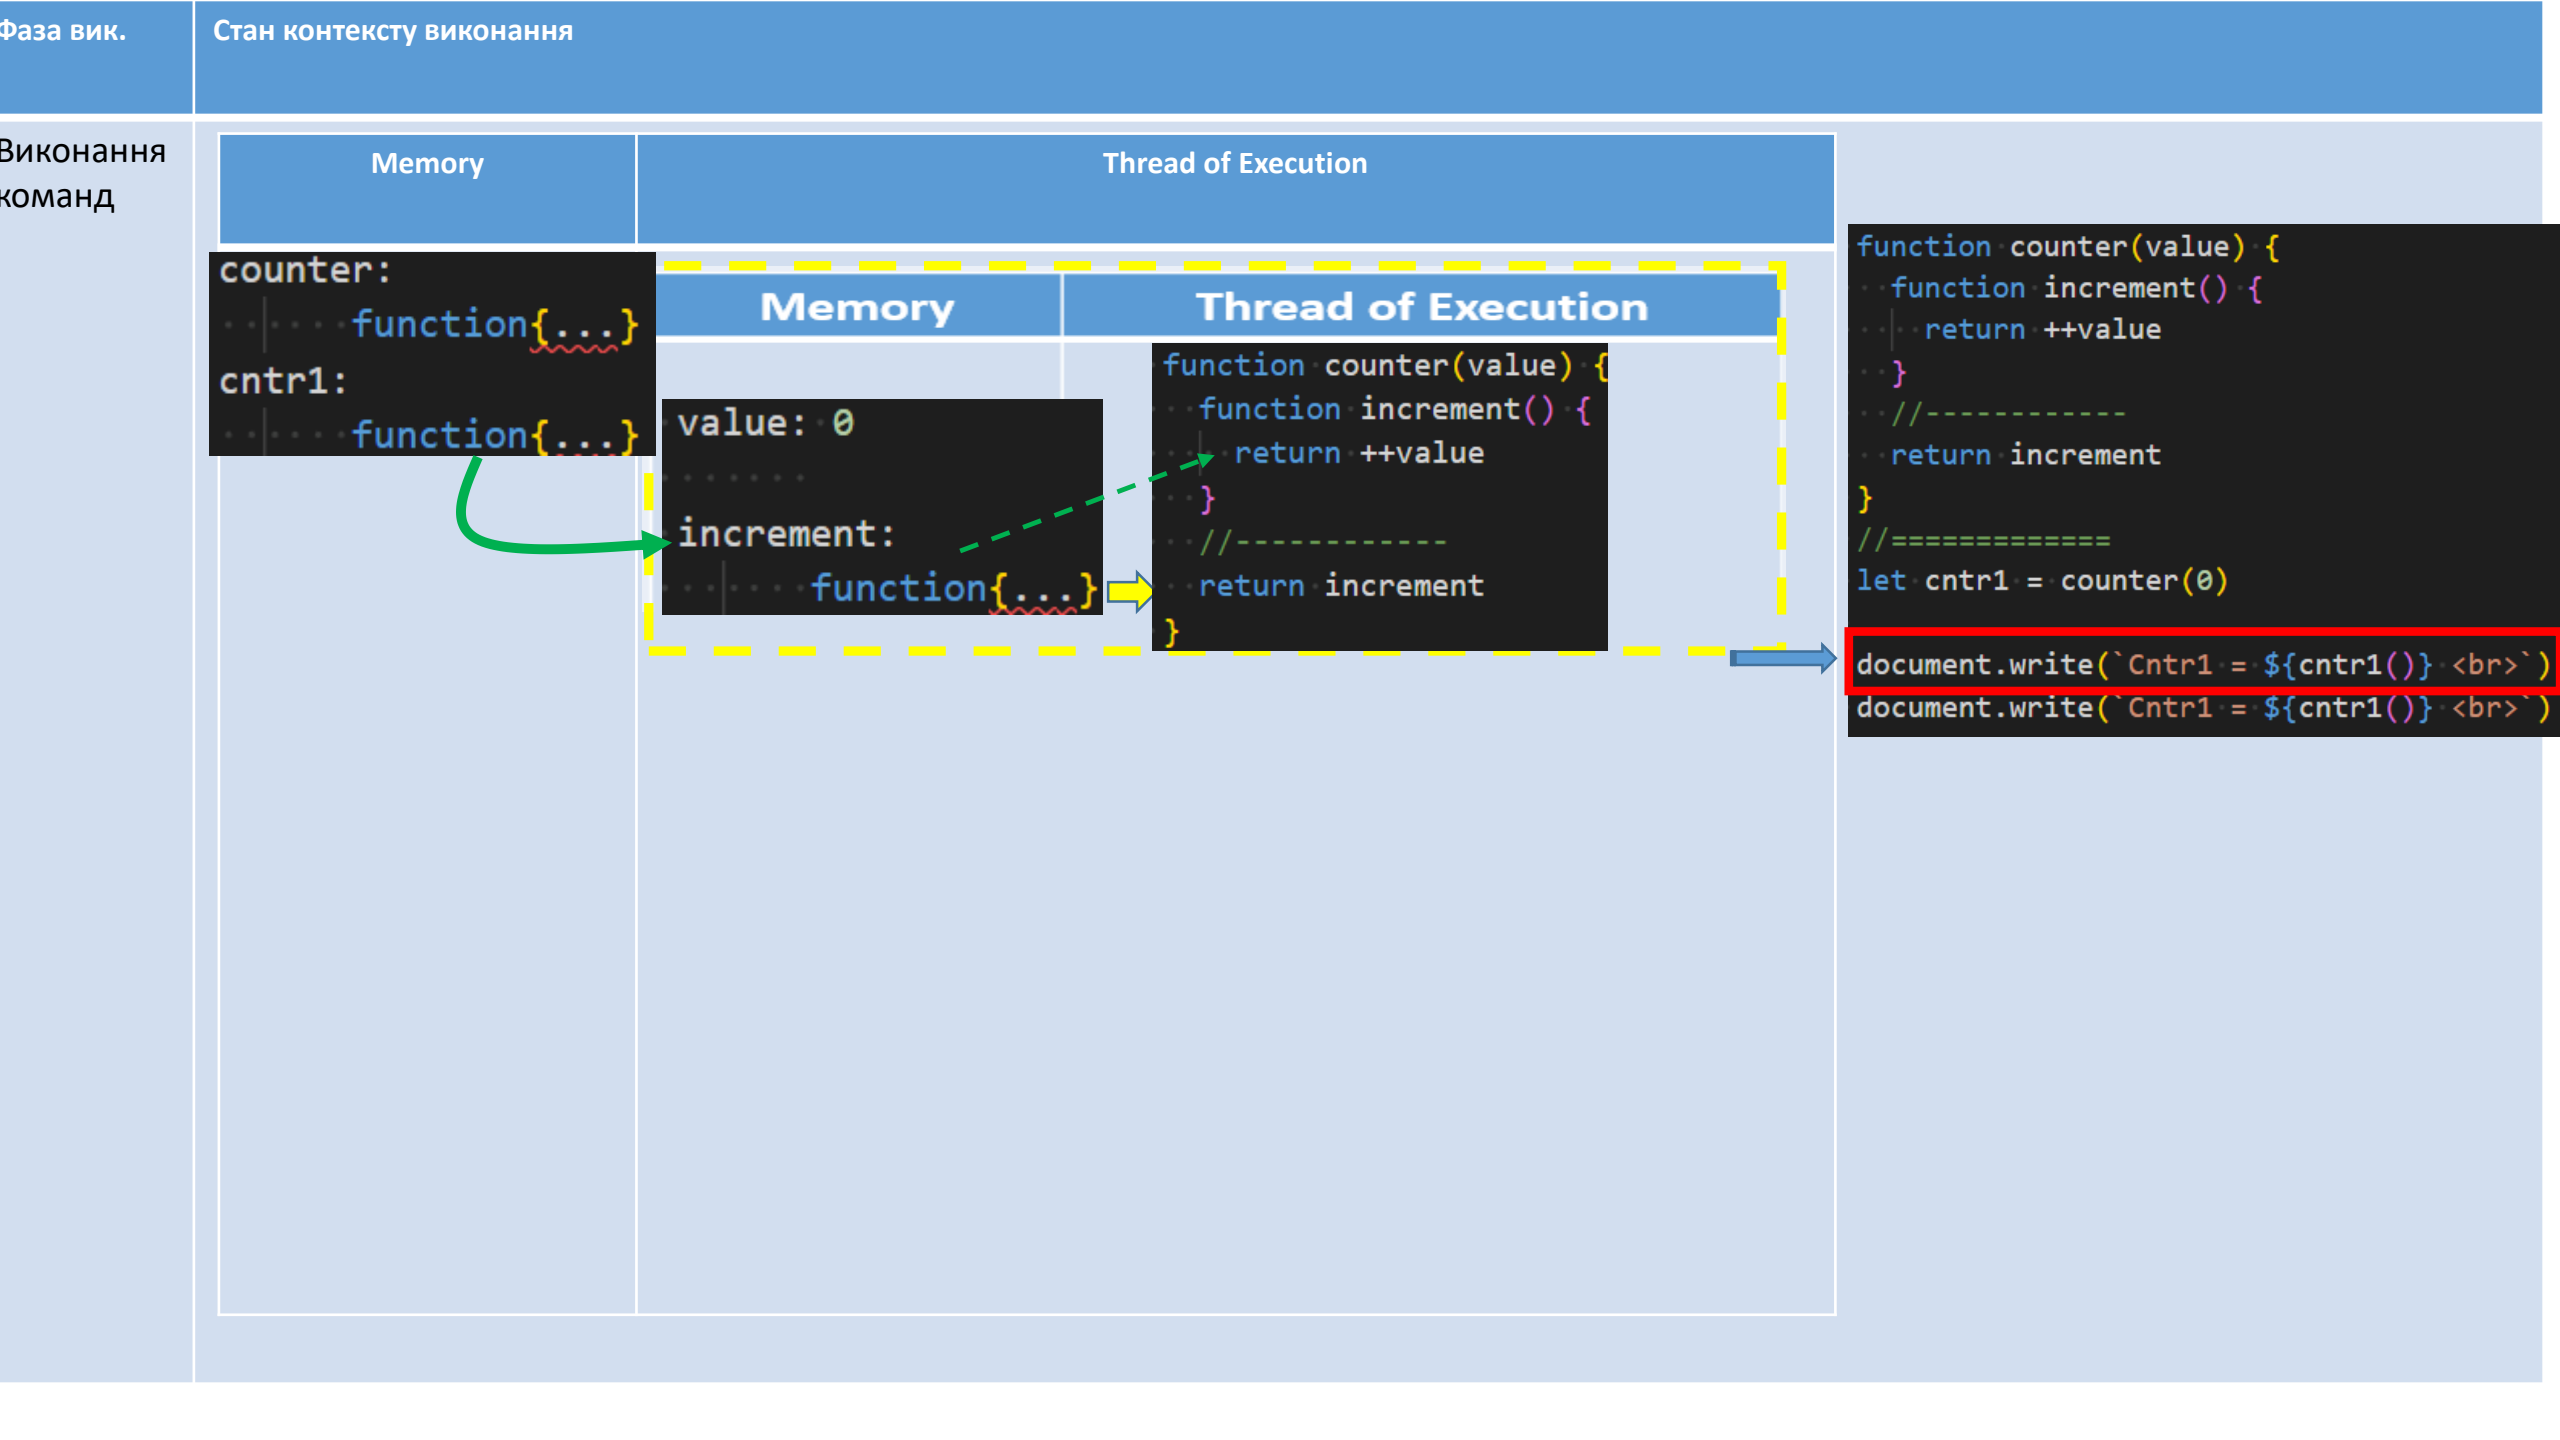 Фаза вик.
Стан контексту виконання
Виконання
команд
Memory
Thread of Execution
counter:
function{...}
cntr1:
function{...}
Memory
Thread of Execution
value: 0
increment:
function{...}
function counter(value) {
function increment() {
return ++value
}
//------------
return increment
}
function counter(value) {
function increment() {
return ++value
}
//------------
return increment
}
//=============
let cntr1 = counter(0)
document.write(`Cntr1 = ${cntr1()} <br>`)
document.write(`Cntr1 = ${cntr1()} <br>`)